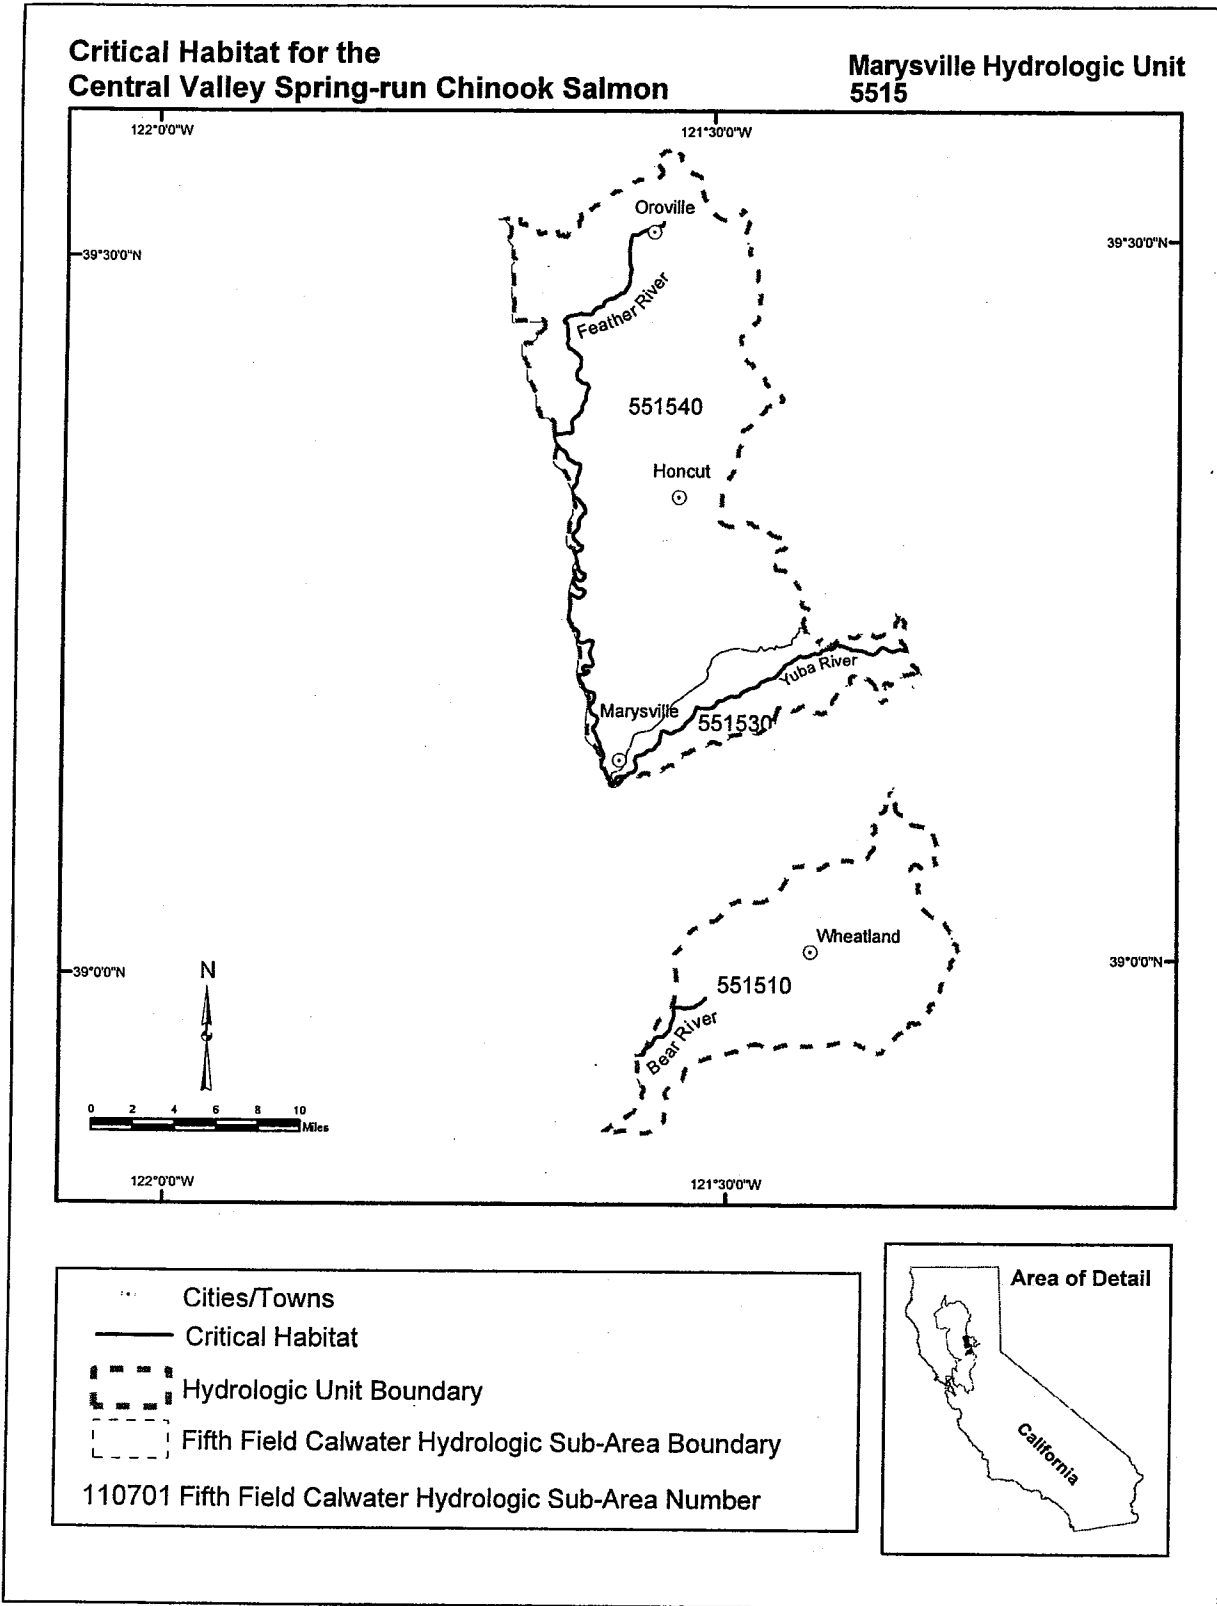 Critical Habitat for the
Central Valley Spring-run Chinook Salmon
Marysville Hydrologic Unit
5515
122°0'0"W
121°30'0"W
Oroville
39°30'0"N
39°30'0"N
Feather River
551540
Honcut
Yuba River
Marysville
551530
Wheatland
39°0'0"N
39°0'0"N
N
551510
Bear River
0 2 4 6 8 10
Miles
122°0'0"W
121°30'0"W
Cities/Towns
Critical Habitat
Hydrologic Unit Boundary
Fifth Field Calwater Hydrologic Sub-Area Boundary
110701 Fifth Field Calwater Hydrologic Sub-Area Number
Area of Detail
California